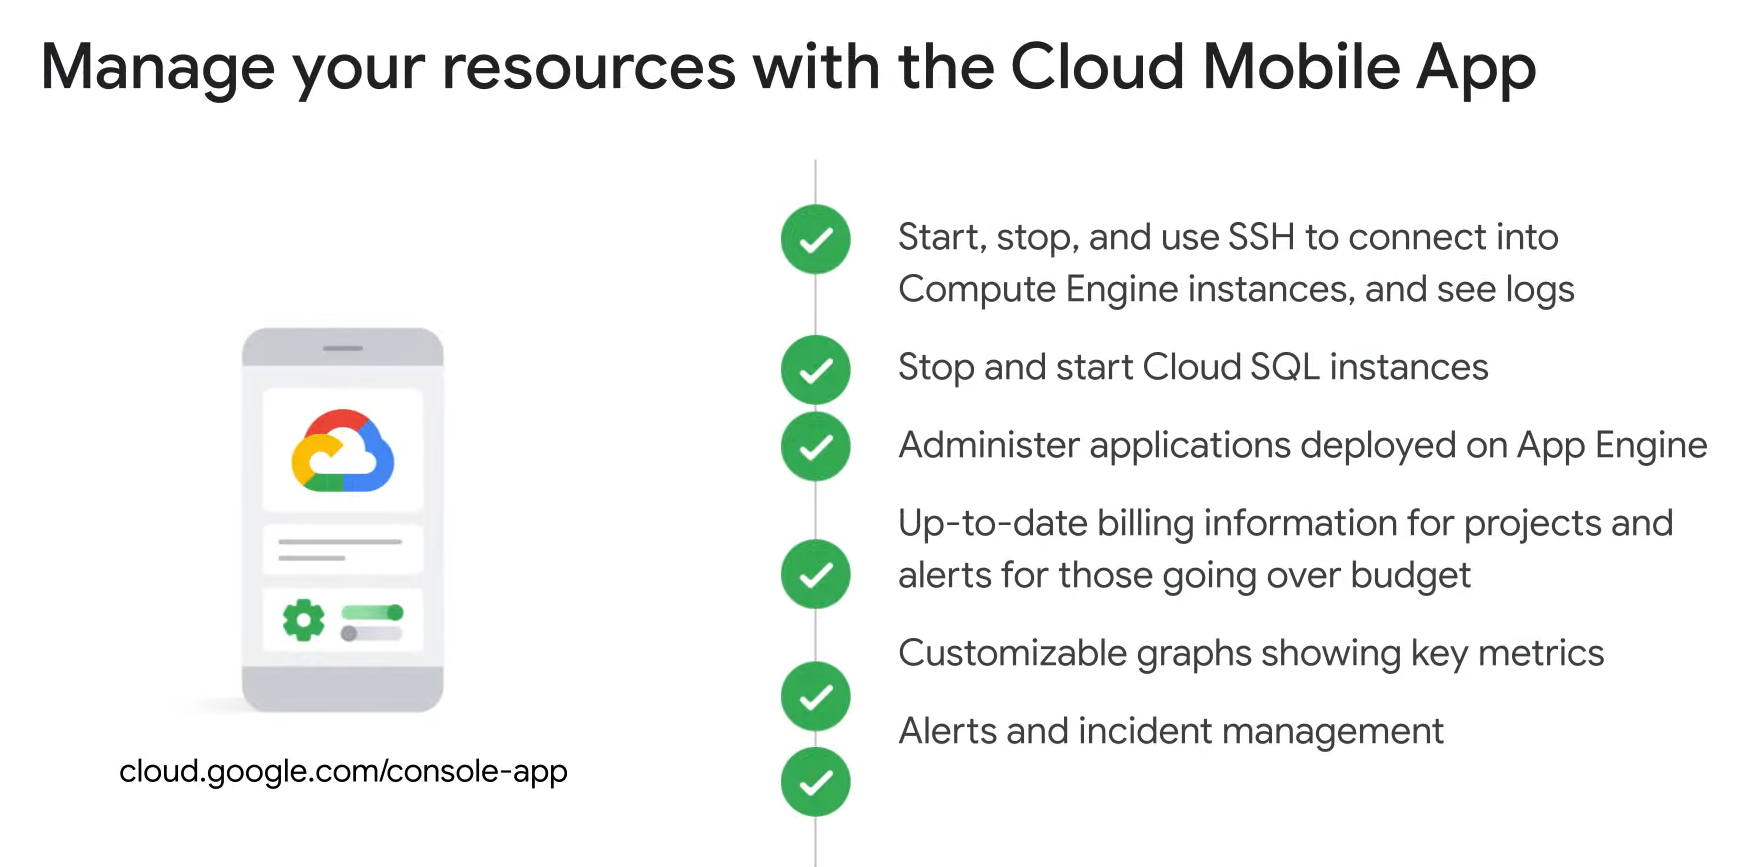 Manage your resources with the Cloud Mobile App
Start, stop, and use SSH to connect into
Compute Engine instances, and see logs
Stop and start Cloud SQL instances
Administer applications deployed on App Engine
Up-to-date billing information for projects and
alerts for those going over budget
Customizable graphs showing key metrics
Alerts and incident management
cloud.google.com/console-app